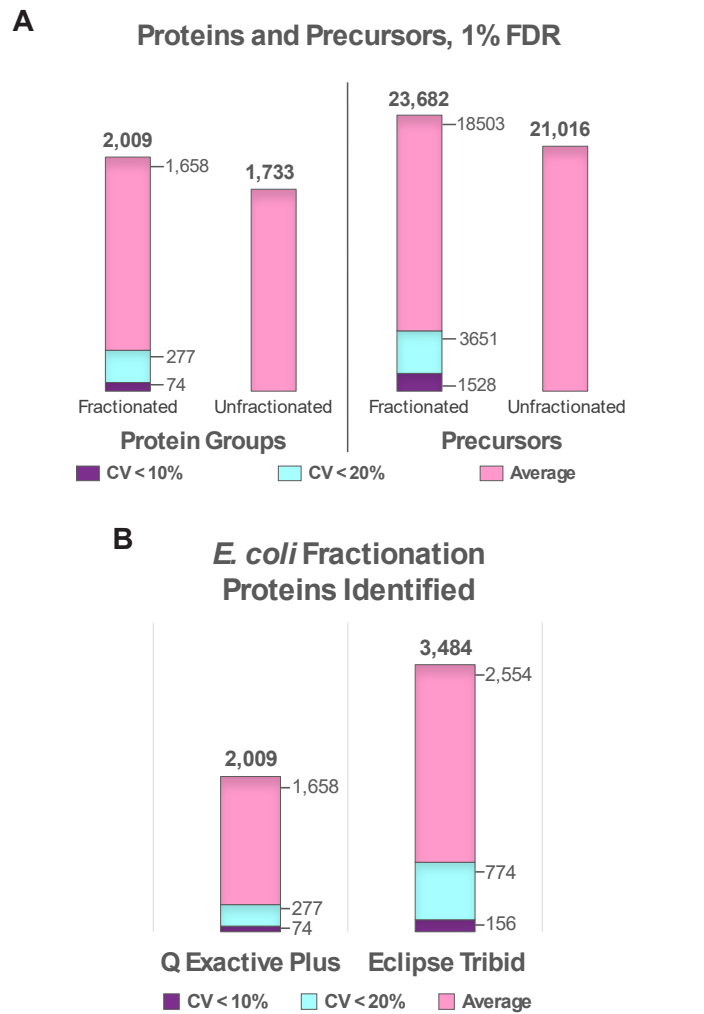 A
Proteins and Precursors, 1% FDR
23,682
18503
2,009
1,658
21,016
1,733
277
74
3651
1528
Fractionated
Unfractionated
Fractionated
Unfractionated
Protein Groups
Precursors
CV < 10%
CV < 20%
Average
B
E. coli Fractionation
Proteins Identified
3,484
2,554
2,009
1,658
774
277
156
74
Q Exactive Plus
Eclipse Tribid
CV < 10%
CV < 20%
Average